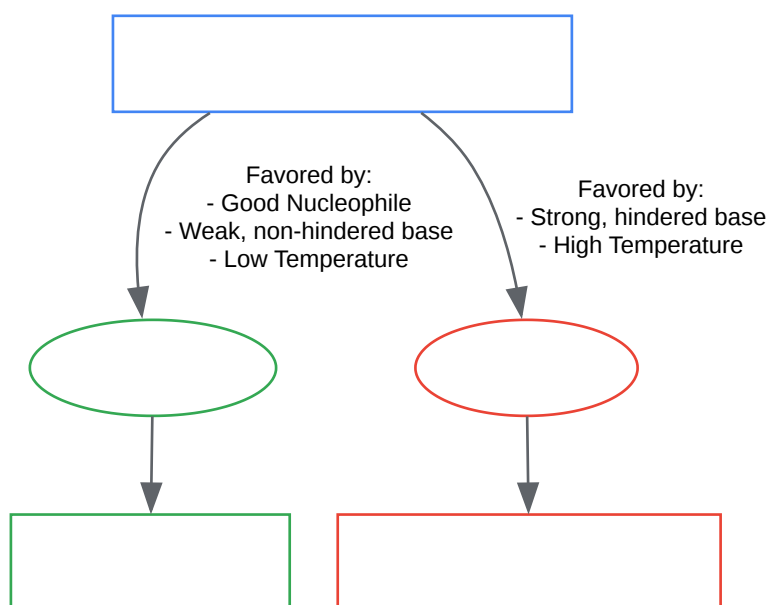 Favored by:
- Good Nucleophile
- Weak, non-hindered base
- Low Temperature
Favored by:
- Strong, hindered base
- High Temperature